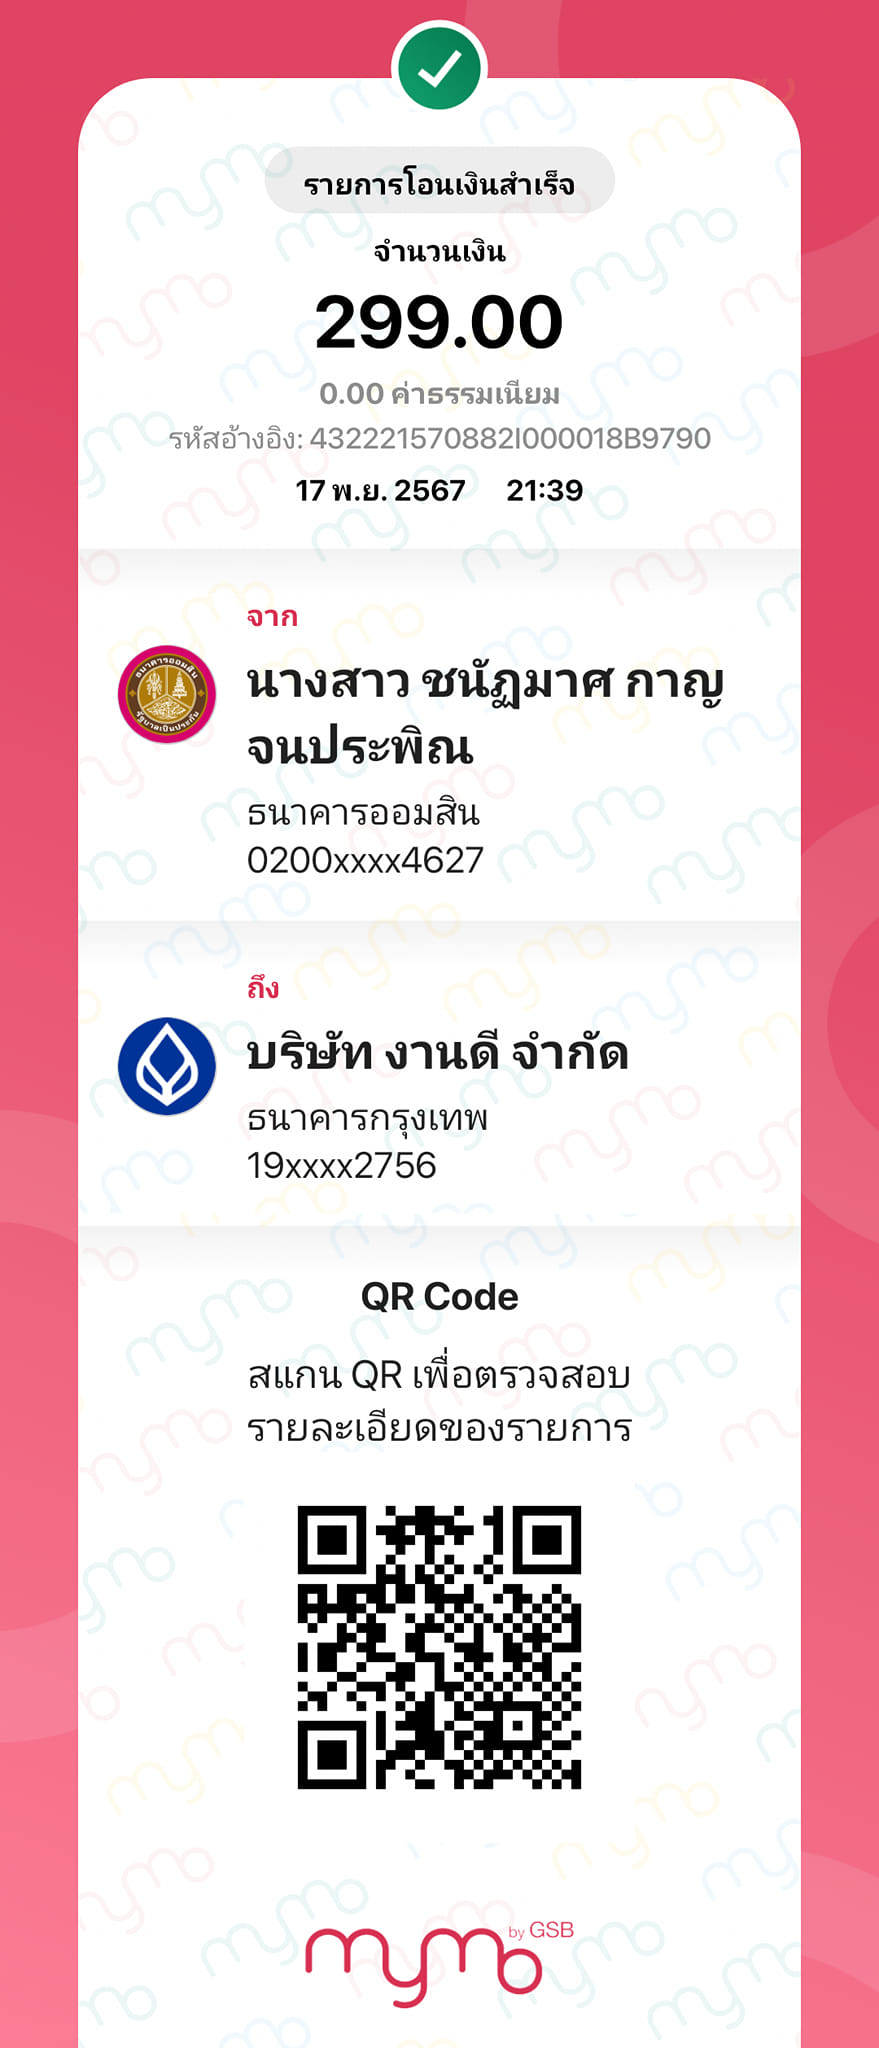 รายการโอนเงินสำเร็จ
จำนวนเงิน
299.00
0.00 ค่าธรรมเนียม
รหัสอ้างอิง: 432221570882I000018B9790
17 พ.ย. 2567 21:39
จาก
นางสาว ชนัฏมาศ กาญ
จนประพิณ
ธนาคารออมสิน
0200xxxx4627
ถึง
บริษัท งานดี จำกัด
ธนาคารกรุงเทพ
19xxxx2756
QR Code
สแกน QR เพื่อตรวจสอบ
รายละเอียดของรายการ
mymo by GSB